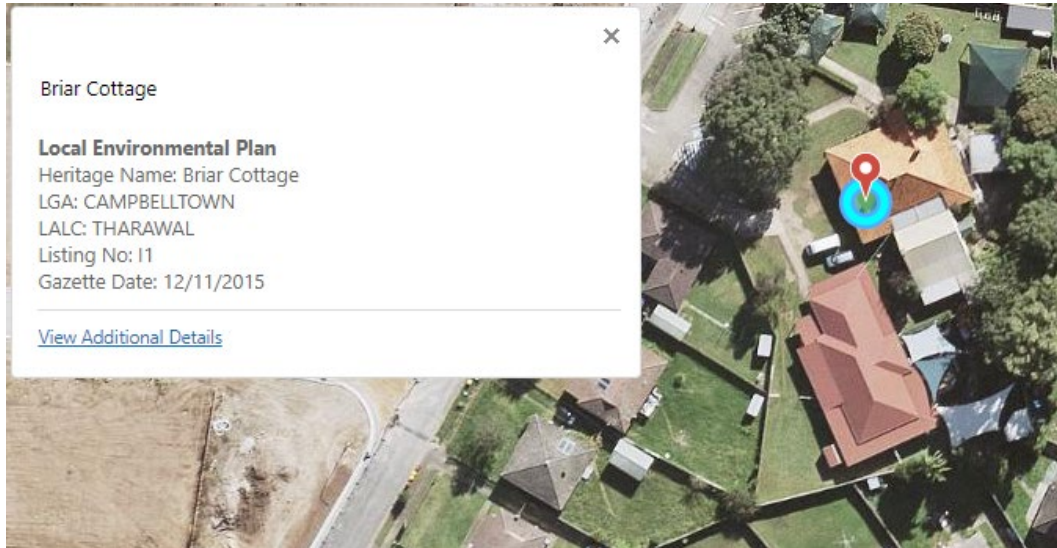 Briar Cottage
Local Environmental Plan
Heritage Name: Briar Cottage
LGA: CAMPBELLTOWN
LALC: THARAWAL
Listing No: I1
Gazette Date: 12/11/2015
View Additional Details